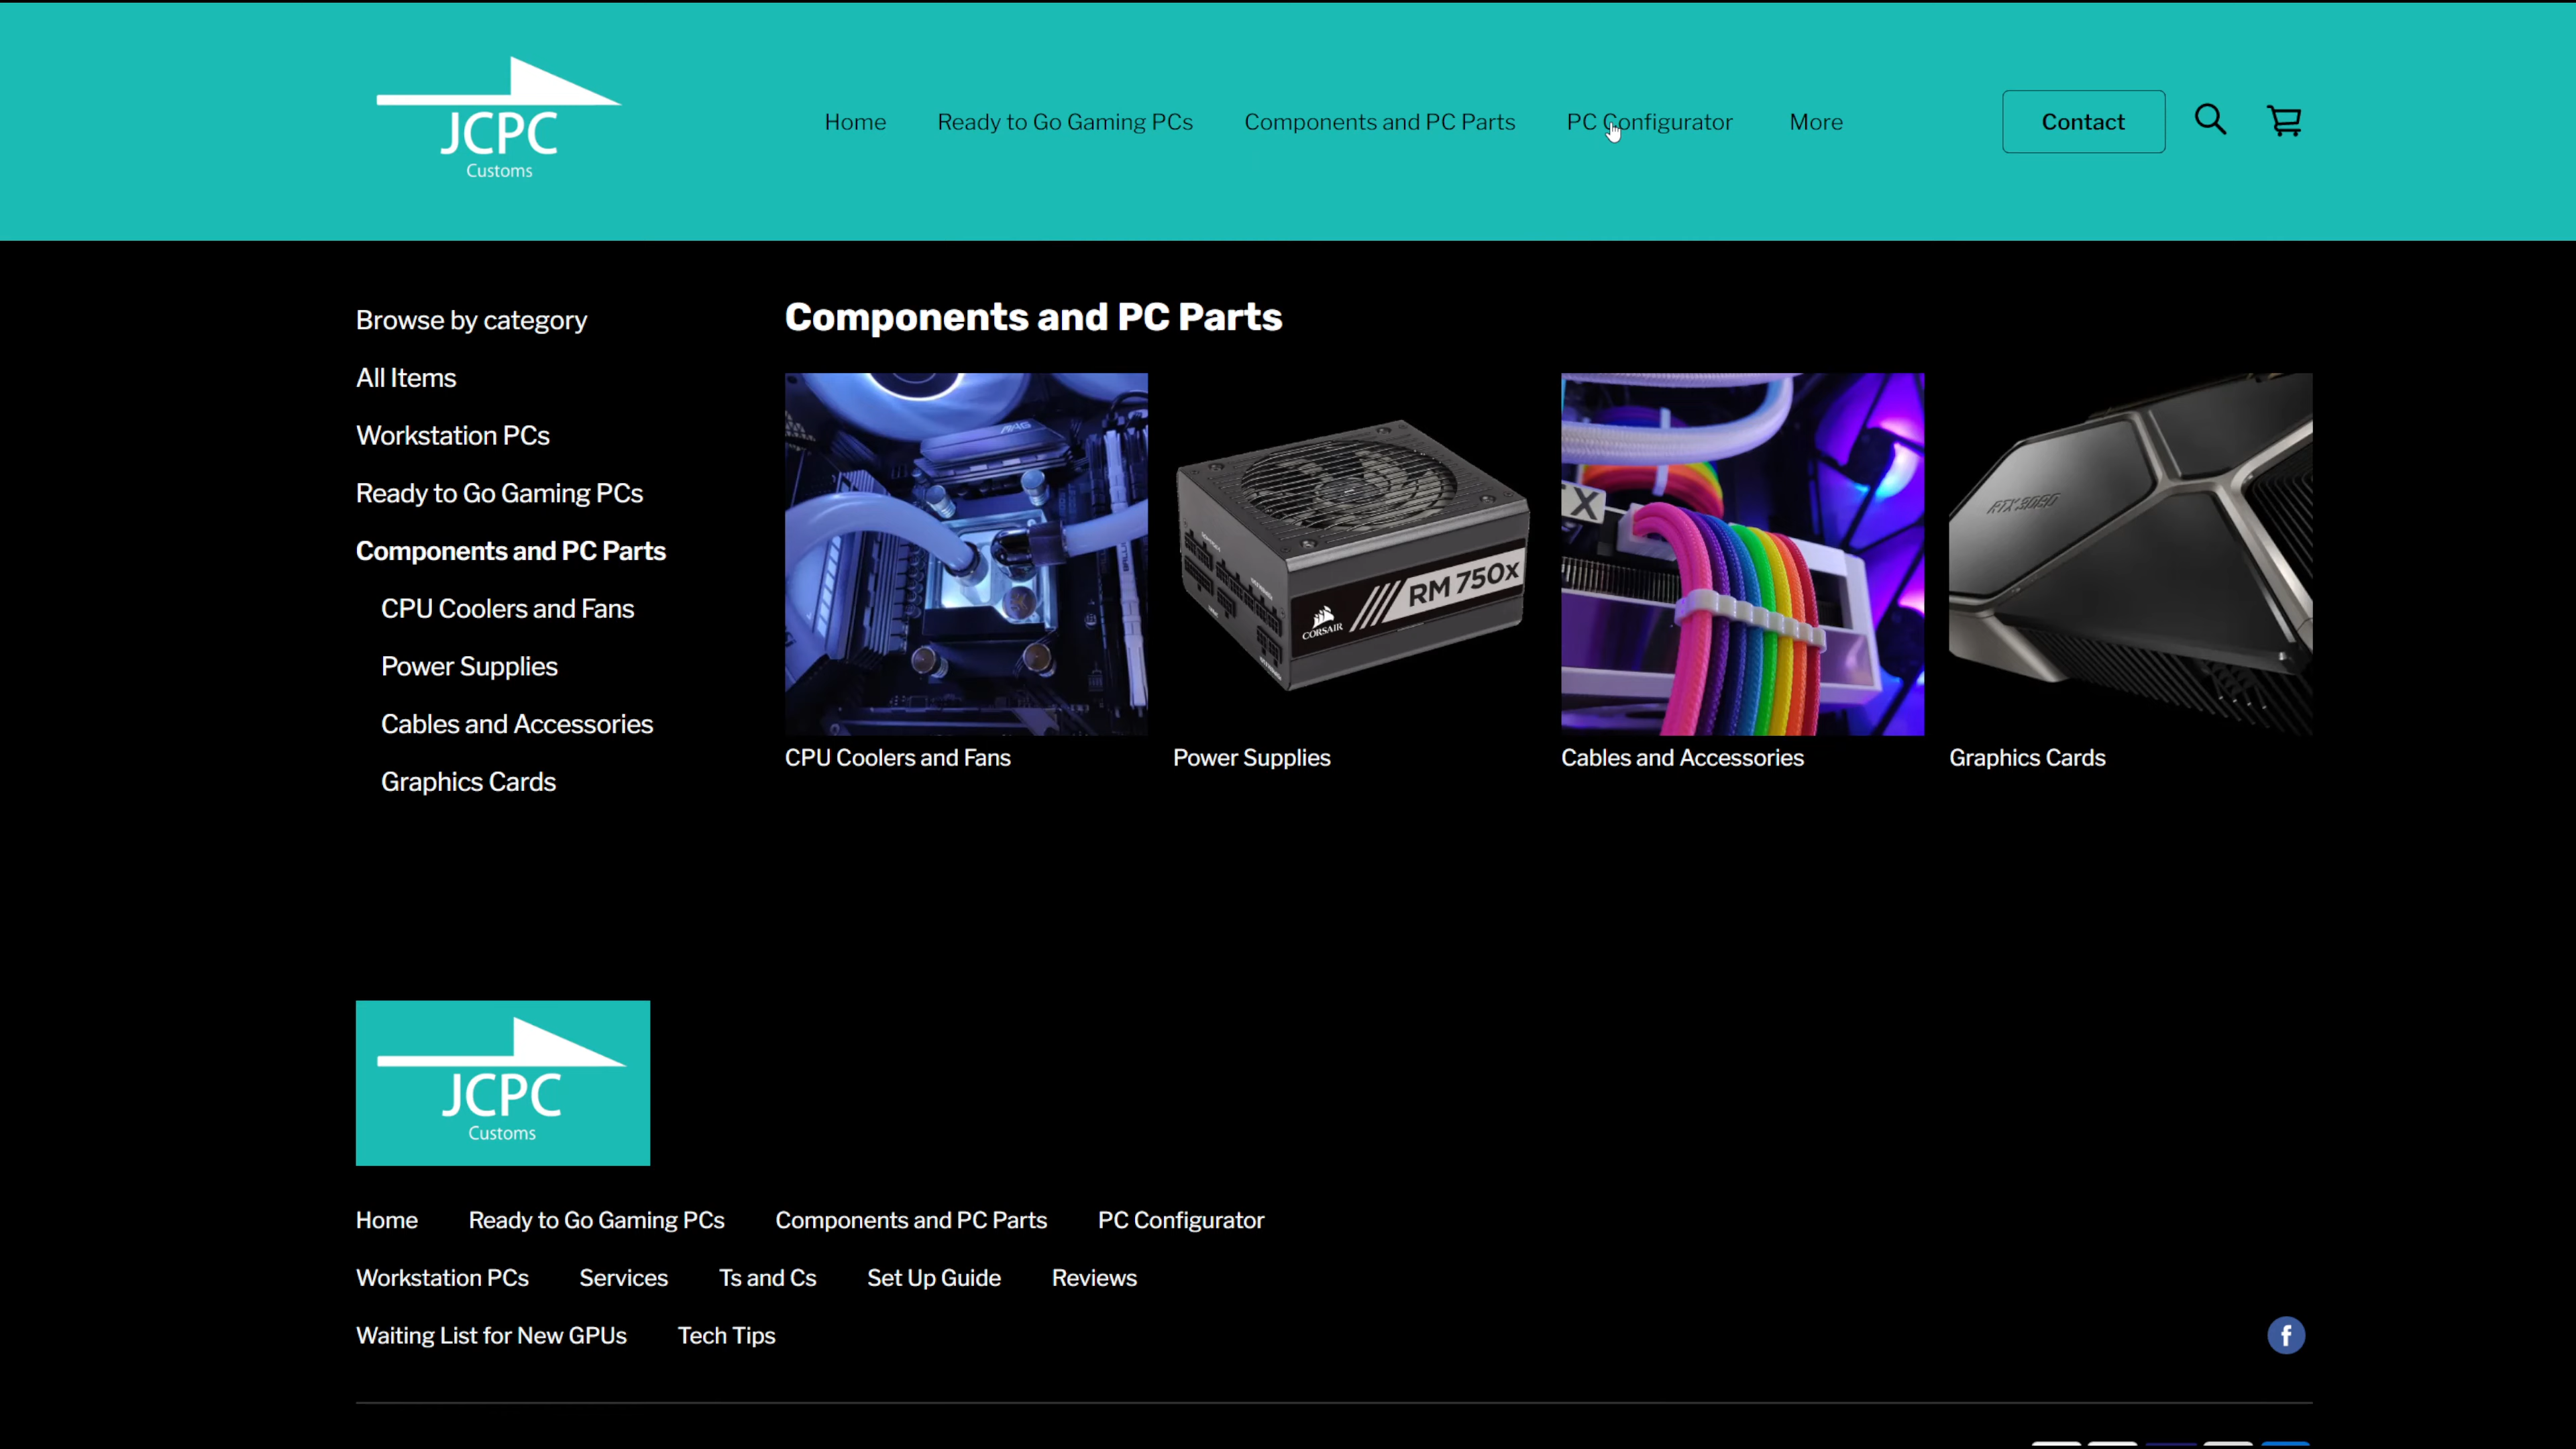 JCPC
Customs
Home
Ready to Go Gaming PCs
Components and PC Parts
PC Configurator
More
Contact
Browse by category
All Items
Workstation PCs
Ready to Go Gaming PCs
Components and PC Parts
CPU Coolers and Fans
Power Supplies
Cables and Accessories
Graphics Cards
Components and PC Parts
CORSAIR
RM 750x
X
RTX 3080
CPU Coolers and Fans
Power Supplies
Cables and Accessories
Graphics Cards
JCPC
Customs
Home
Ready to Go Gaming PCs
Components and PC Parts
PC Configurator
Workstation PCs
Services
Ts and Cs
Set Up Guide
Reviews
Waiting List for New GPUs
Tech Tips
f